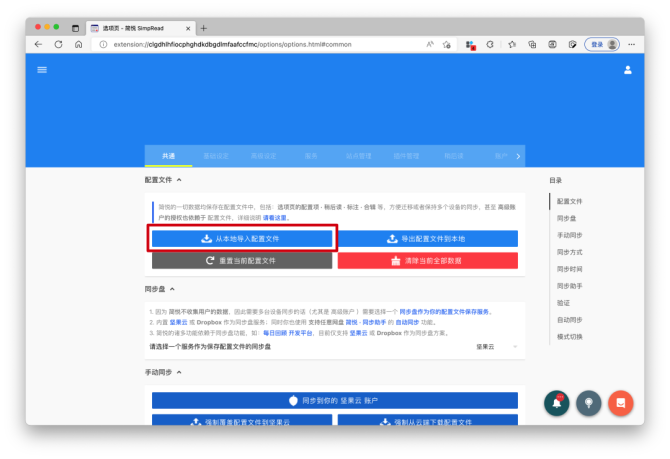 选项页 - 简悦 SimpRead
extension://clgdhlhfiocphghdkdbgdlmfaafccfmc/options/options.html#common
登录
共通 基础设定 高级设定 服务 站点管理 插件管理 稍后读 账户
配置文件
简悦的一切数据均保存在配置文件中，包括：选项页的配置项 · 稍后读 · 标注 · 合辑 等，方便迁移或者保持多个设备的同步，甚至 高级账
户的授权也依赖于 配置文件，详细说明 请看这里。
从本地导入配置文件 导出配置文件到本地
重置当前配置文件 清除当前全部数据
同步盘
1. 因为 简悦不收集用户的数据，因此需要多台设备同步的话（尤其是 高级账户）需要选择一个 同步盘作为你的配置文件保存服务。
2. 内置 坚果云 或 Dropbox 作为同步盘服务；同时你也使用 支持任意网盘 简悦 · 同步助手 的 自动同步 功能。
3. 简悦的诸多功能依赖于同步盘功能，如：每日回顾 开发平台，目前仅支持 坚果云 或 Dropbox 作为同步盘方案。
请选择一个服务作为保存配置文件的同步盘 坚果云
手动同步
同步到你的 坚果云 账户
强制覆盖配置文件到坚果云 强制从云端下载配置文件
目录
配置文件
同步盘
手动同步
同步方式
同步时间
同步助手
验证
自动同步
模式切换